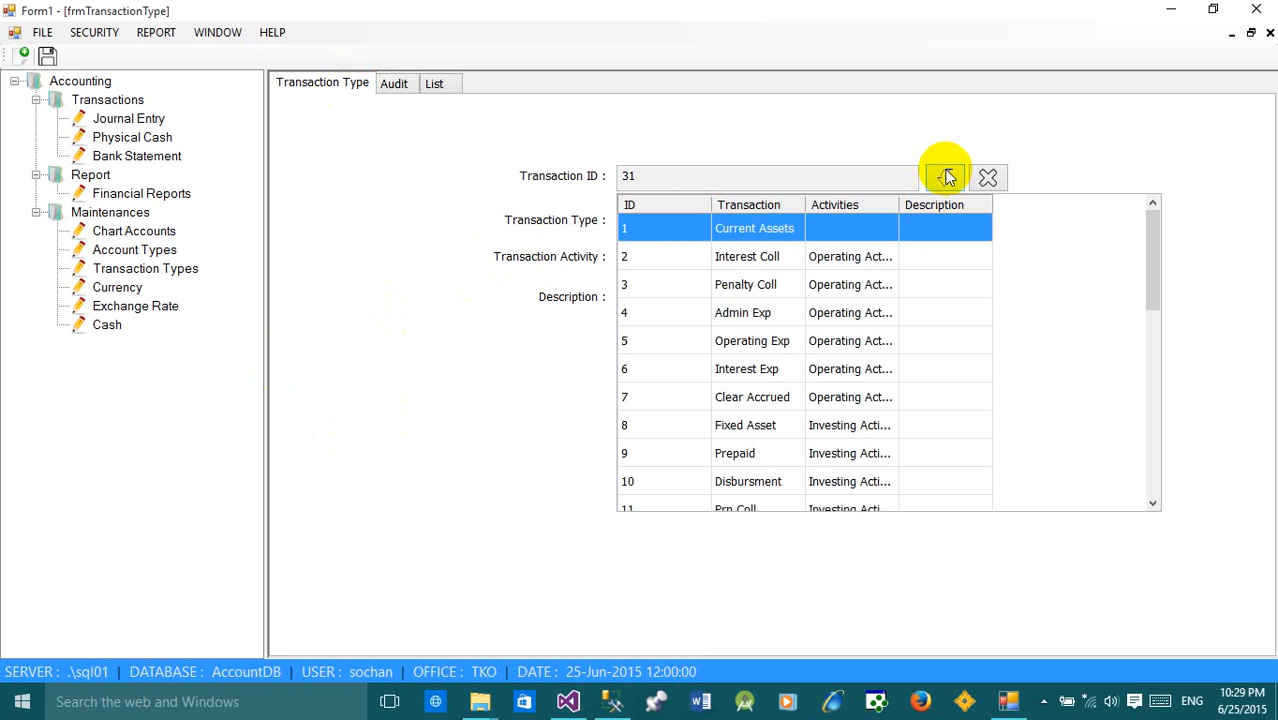 Form1 - [frmTransactionType]
FILE SECURITY REPORT WINDOW HELP
Accounting
Transactions
Journal Entry
Physical Cash
Bank Statement
Report
Financial Reports
Maintenances
Chart Accounts
Account Types
Transaction Types
Currency
Exchange Rate
Cash
Transaction Type Audit List
Transaction ID : 31
Transaction Type :
Transaction Activity :
Description :
ID Transaction Activities Description
1 Current Assets
2 Interest Coll Operating Act...
3 Penalty Coll Operating Act...
4 Admin Exp Operating Act...
5 Operating Exp Operating Act...
6 Interest Exp Operating Act...
7 Clear Accrued Operating Act...
8 Fixed Asset Investing Acti...
9 Prepaid Investing Acti...
10 Disbursment Investing Acti...
11 Prn Coll Investing Acti
SERVER : .\sql01 | DATABASE : AccountDB | USER : sochan | OFFICE : TKO | DATE : 25-Jun-2015 12:00:00
Search the web and Windows
ENG
10:29 PM
6/25/2015